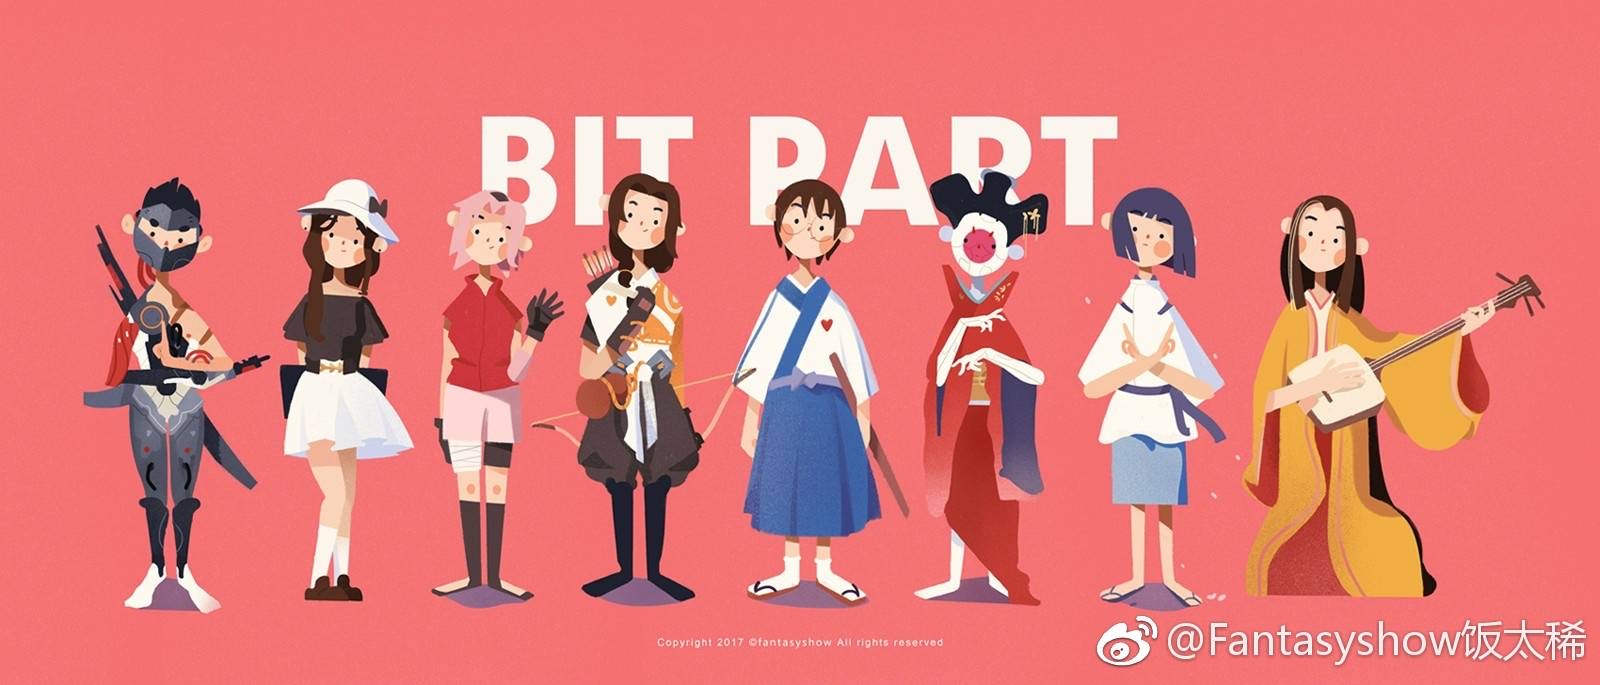 BIT PART
Copyright 2017 ©fantasyshow All rights reserved
@Fantasyshow饭太稀